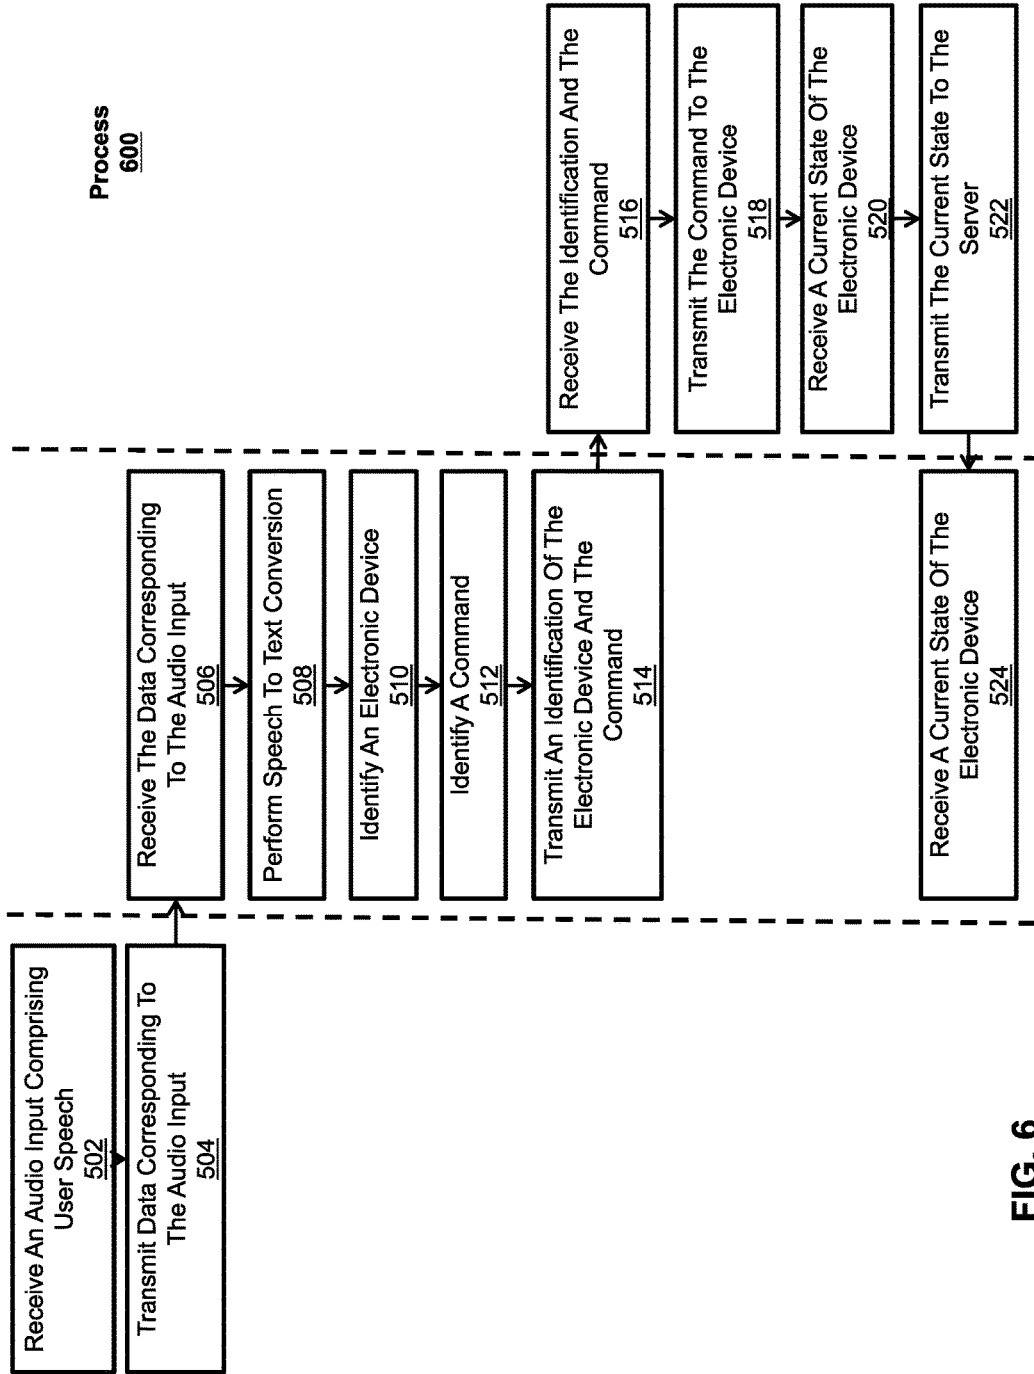 Process
600
Receive An Audio Input Comprising
User Speech
502
Transmit Data Corresponding To
The Audio Input
504
Receive The Data Corresponding
To The Audio Input
506
Perform Speech To Text Conversion
508
Identify An Electronic Device
510
Identify A Command
512
Transmit An Identification Of The
Electronic Device And The
Command
514
Receive The Identification And The
Command
516
Transmit The Command To The
Electronic Device
518
Receive A Current State Of The
Electronic Device
520
Transmit The Current State To The
Server
522
Receive A Current State Of The
Electronic Device
524
FIG. 6